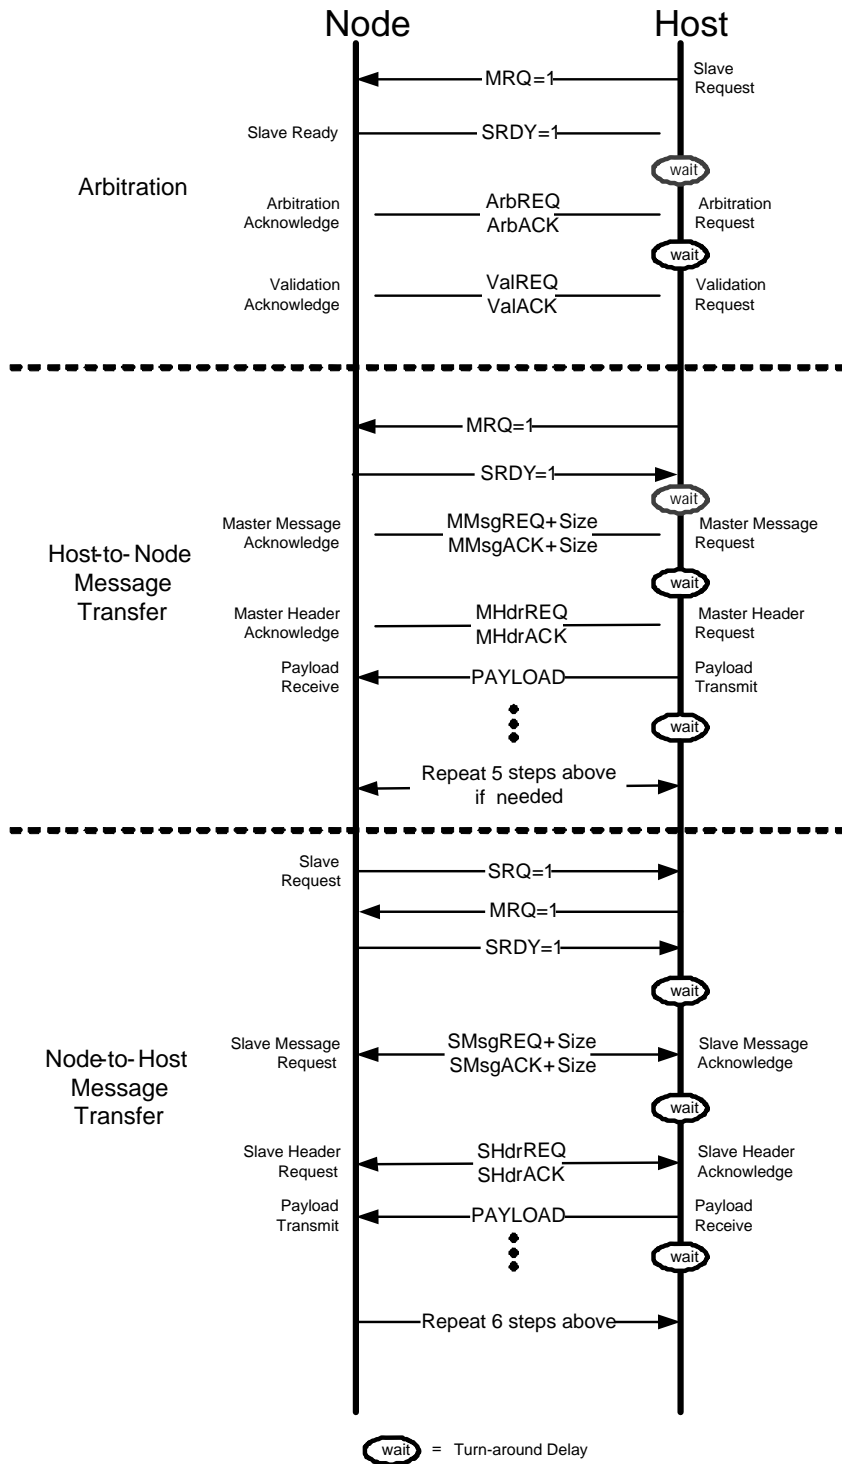 Node
Host
MRQ=1
Slave
Request
Slave Ready
SRDY=1
wait
Arbitration
Arbitration
Acknowledge
ArbREQ
ArbACK
Arbitration
Request
wait
Validation
Acknowledge
ValREQ
ValACK
Validation
Request
MRQ=1
SRDY=1
wait
Host-to-Node
Message
Transfer
Master Message
Acknowledge
MMsgREQ+Size
MMsgACK+Size
Master Message
Request
wait
Master Header
Acknowledge
MHdrREQ
MHdrACK
Master Header
Request
Payload
Receive
PAYLOAD
Payload
Transmit
wait
Repeat 5 steps above
if needed
Slave
Request
SRQ=1
MRQ=1
SRDY=1
wait
Node-to-Host
Message
Transfer
Slave Message
Request
SMsgREQ+Size
SMsgACK+Size
Slave Message
Acknowledge
wait
Slave Header
Request
SHdrREQ
SHdrACK
Slave Header
Acknowledge
Payload
Transmit
PAYLOAD
Payload
Receive
wait
Repeat 6 steps above
wait = Turn-around Delay